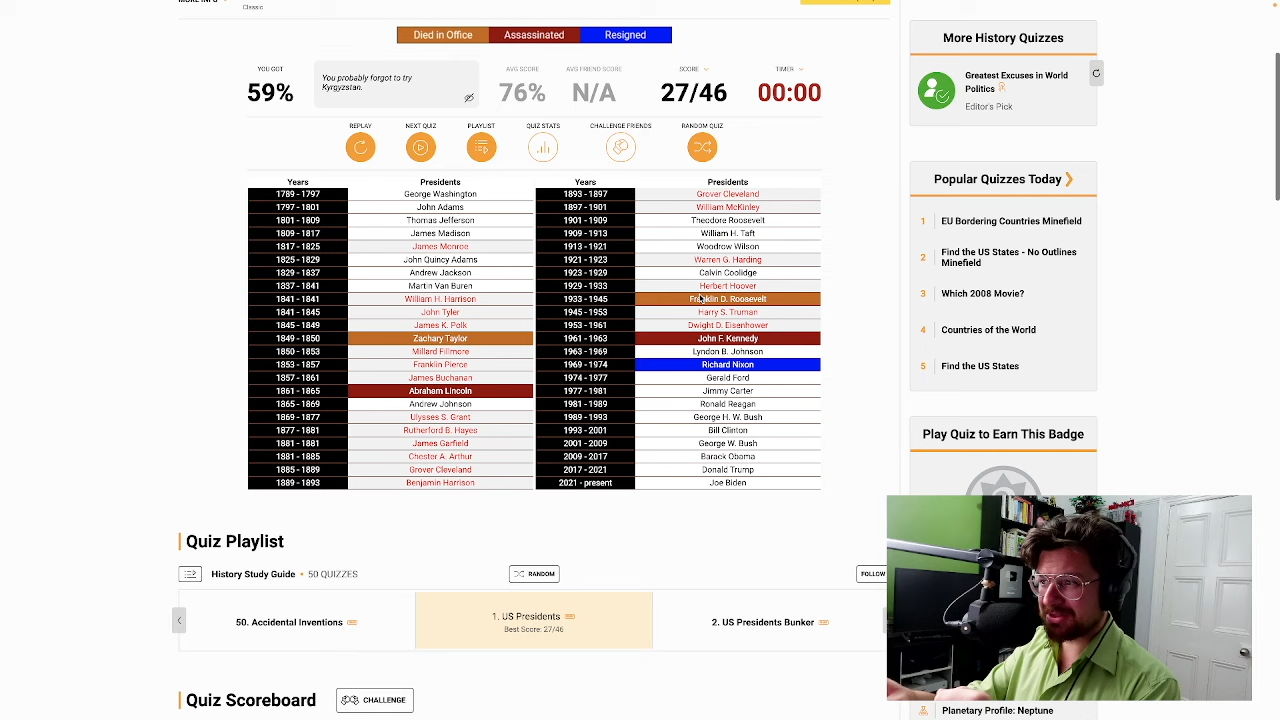 MORE INFO
Classic
Died in Office Assassinated Resigned
More History Quizzes
Greatest Excuses in World
Politics
Editor's Pick
YOU GOT
59%
You probably forgot to try
Kyrgyzstan.
AVG SCORE
76%
AVG FRIEND SCORE
N/A
SCORE
27/46
TIMER
00:00
REPLAY NEXT QUIZ PLAYLIST QUIZ STATS CHALLENGE FRIENDS RANDOM QUIZ
Years Presidents Years Presidents
1789 - 1797 George Washington 1893 - 1897 Grover Cleveland
1797 - 1801 John Adams 1897 - 1901 William McKinley
1801 - 1809 Thomas Jefferson 1901 - 1909 Theodore Roosevelt
1809 - 1817 James Madison 1909 - 1913 William H. Taft
1817 - 1825 James Monroe 1913 - 1921 Woodrow Wilson
1825 - 1829 John Quincy Adams 1921 - 1923 Warren G. Harding
1829 - 1837 Andrew Jackson 1923 - 1929 Calvin Coolidge
1837 - 1841 Martin Van Buren 1929 - 1933 Herbert Hoover
1841 - 1841 William H. Harrison 1933 - 1945 Franklin D. Roosevelt
1841 - 1845 John Tyler 1945 - 1953 Harry S. Truman
1845 - 1849 James K. Polk 1953 - 1961 Dwight D. Eisenhower
1849 - 1850 Zachary Taylor 1961 - 1963 John F. Kennedy
1850 - 1853 Millard Fillmore 1963 - 1969 Lyndon B. Johnson
1853 - 1857 Franklin Pierce 1969 - 1974 Richard Nixon
1857 - 1861 James Buchanan 1974 - 1977 Gerald Ford
1861 - 1865 Abraham Lincoln 1977 - 1981 Jimmy Carter
1865 - 1869 Andrew Johnson 1981 - 1989 Ronald Reagan
1869 - 1877 Ulysses S. Grant 1989 - 1993 George H. W. Bush
1877 - 1881 Rutherford B. Hayes 1993 - 2001 Bill Clinton
1881 - 1881 James Garfield 2001 - 2009 George W. Bush
1881 - 1885 Chester A. Arthur 2009 - 2017 Barack Obama
1885 - 1889 Grover Cleveland 2017 - 2021 Donald Trump
1889 - 1893 Benjamin Harrison 2021 - present Joe Biden
Popular Quizzes Today
1 EU Bordering Countries Minefield
2 Find the US States - No Outlines
Minefield
3 Which 2008 Movie?
4 Countries of the World
5 Find the US States
Play Quiz to Earn This Badge
Quiz Playlist
History Study Guide • 50 QUIZZES
RANDOM
FOLLOW
50. Accidental Inventions
1. US Presidents
Best Score: 27/46
2. US Presidents Bunker
Quiz Scoreboard
CHALLENGE
Planetary Profile: Neptune